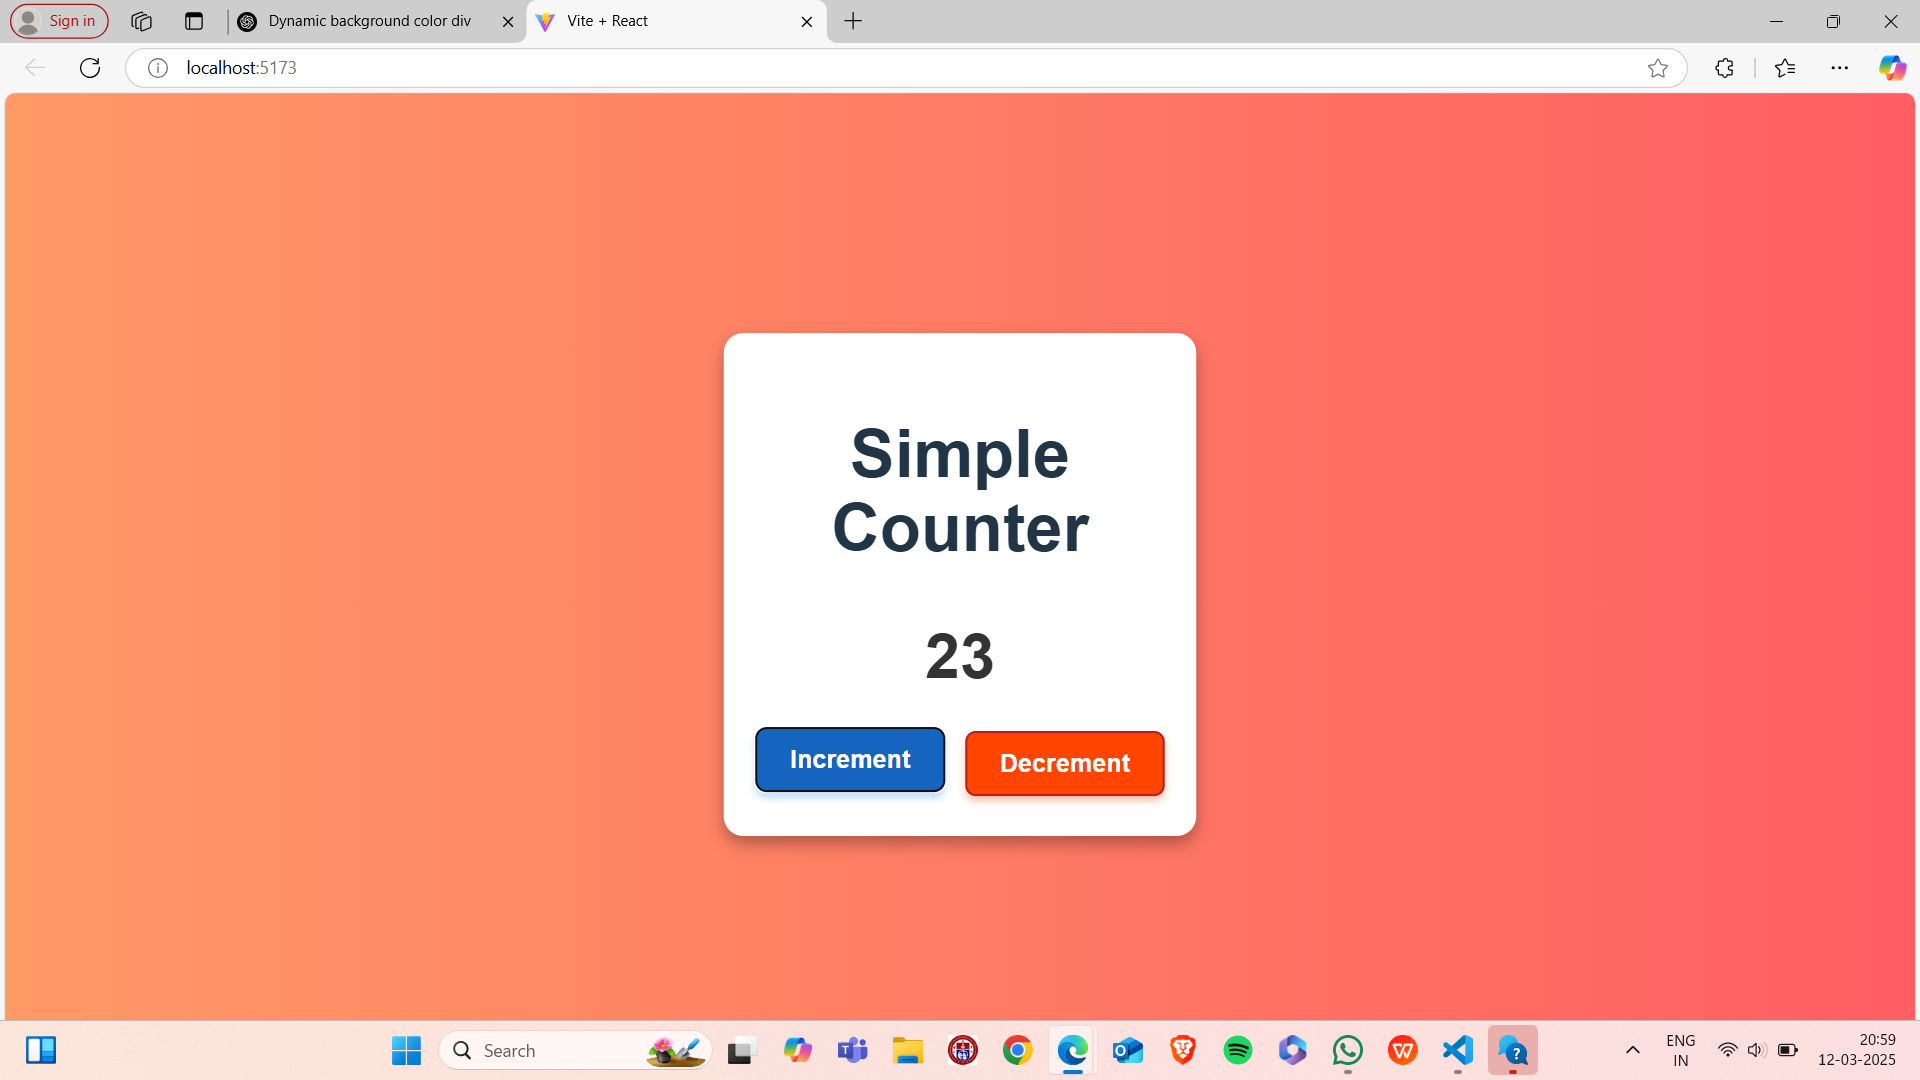 Sign in
Dynamic background color div
Vite + React
localhost:5173
Simple
Counter
23
Increment
Decrement
Search
ENG
IN
20:59
12-03-2025